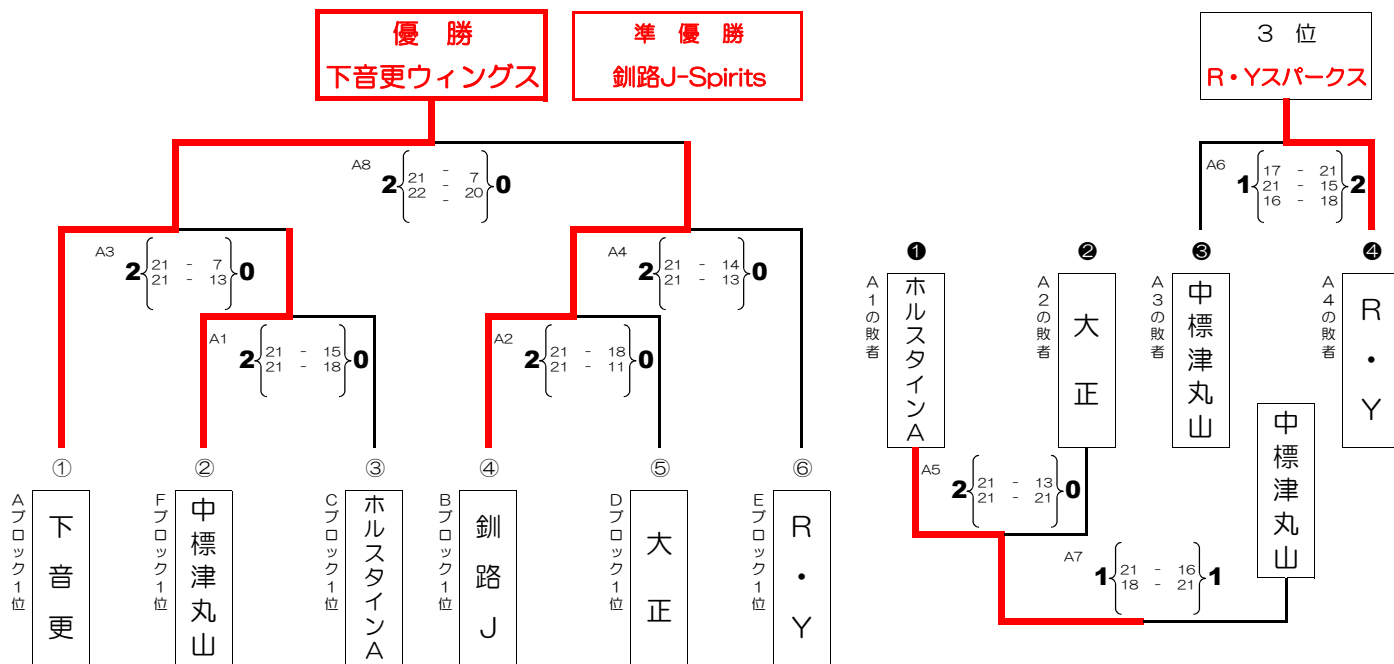 優　勝
下音更ウィングス
準 優 勝
釧路J-Spirits
3　位
R・Yスパークス
A8
2 21 - 7 0
22 - 20
-
A6
1 17 - 21 2
21 - 15
16 - 18
A3
2 21 - 7 0
21 - 13
A4
2 21 - 14 0
21 - 13
A1
2 21 - 15 0
21 - 18
A2
2 21 - 18 0
21 - 11
❶
A1の敗者
ホルスタインA
❷
A2の敗者
大正
❸
A3の敗者
中標津丸山
❹
A4の敗者
R・Y
中標津丸山
A5
2 21 - 13 0
21 - 21
A7
1 21 - 16 1
18 - 21
①
Aブロック1位
下音更
②
Fブロック1位
中標津丸山
③
Cブロック1位
ホルスタインA
④
Bブロック1位
釧路J
⑤
Dブロック1位
大正
⑥
Eブロック1位
R・Y